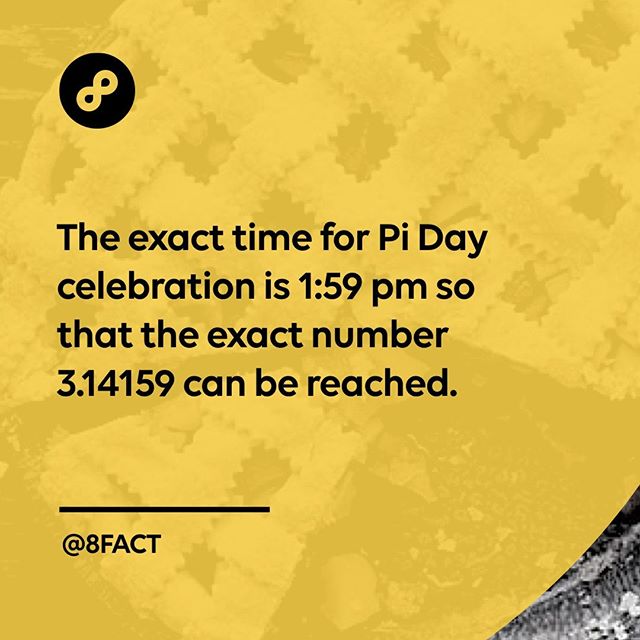 The exact time for Pi Day
celebration is 1:59 pm so
that the exact number
3.14159 can be reached.
@8FACT